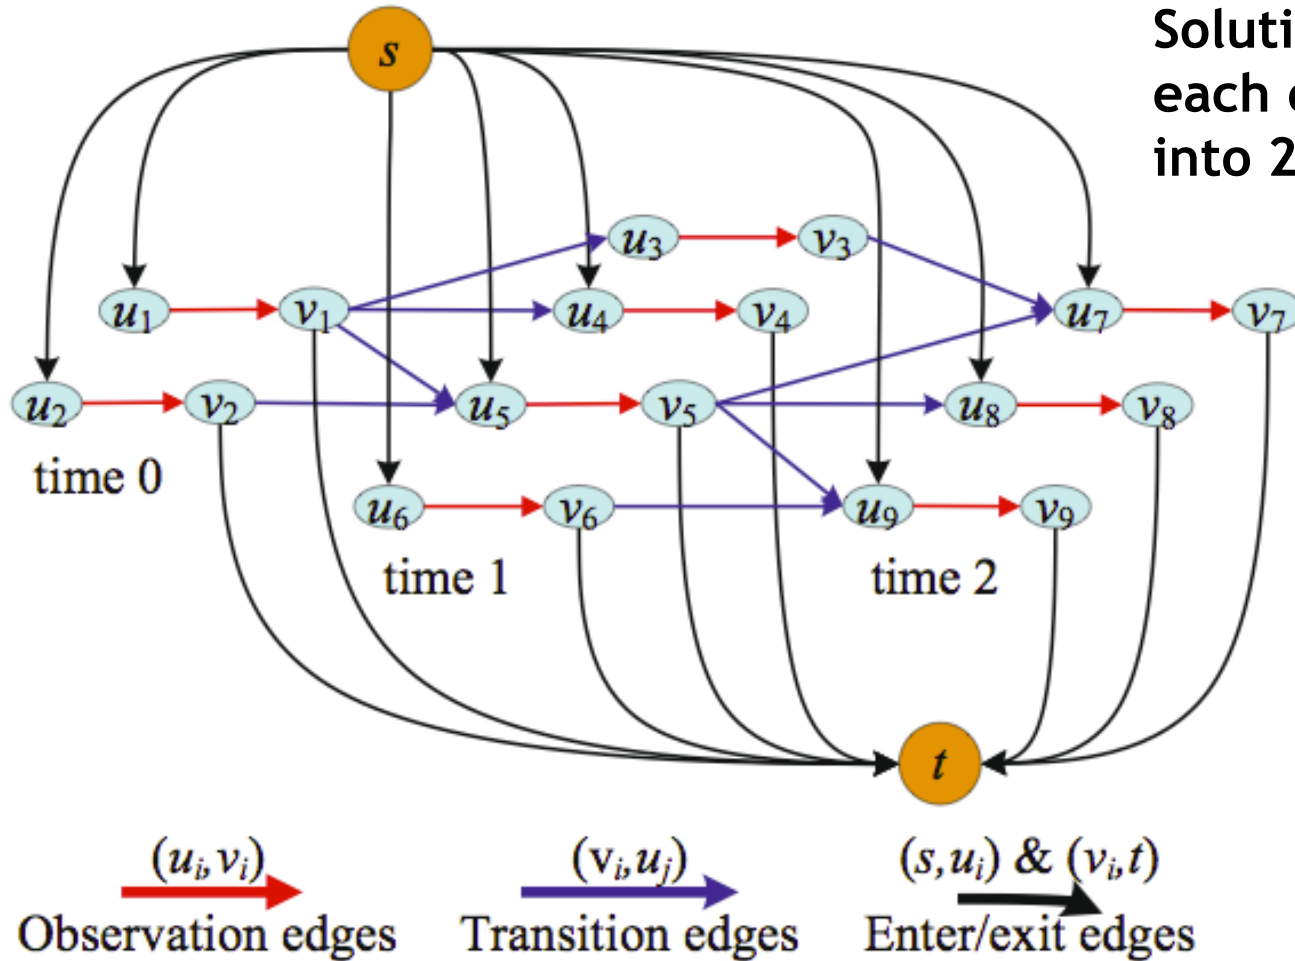 Soluti
each
into 2
s
u3 v3
u1 v1 u4 v4 u7 v7
u2 v2 u5 v5 u8 v8
time 0
u6 v6 u9 v9
time 1 time 2
t
(ui,vi) (vi,uj) (s,ui) & (vi,t)
Observation edges Transition edges Enter/exit edges